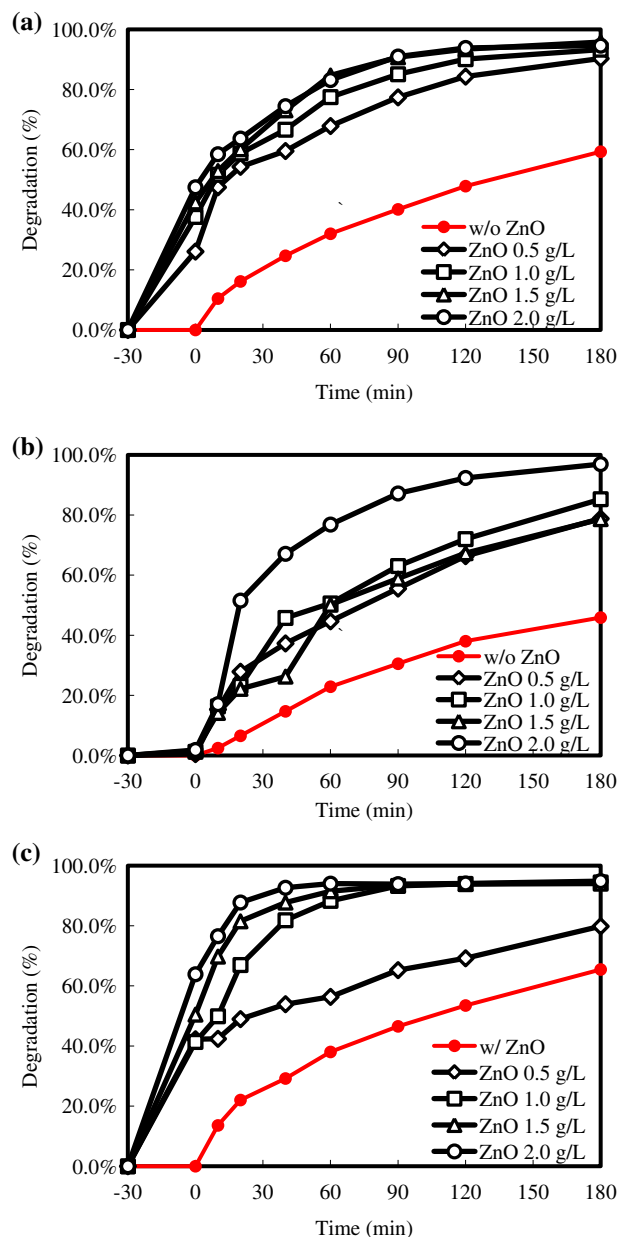 (a)
100.0%
80.0%
60.0%
40.0%
20.0%
0.0%
Degradation (%)
w/o ZnO
ZnO 0.5 g/L
ZnO 1.0 g/L
ZnO 1.5 g/L
ZnO 2.0 g/L
-30 0 30 60 90 120 180
Time (min)
(b)
100.0%
80.0%
60.0%
40.0%
20.0%
0.0%
Degradation (%)
w/o ZnO
ZnO 0.5 g/L
ZnO 1.0 g/L
ZnO 1.5 g/L
ZnO 2.0 g/L
-30 0 30 60 90 120 180
Time (min)
(c)
100.0%
80.0%
60.0%
40.0%
20.0%
0.0%
Degradation (%)
w/ ZnO
ZnO 0.5 g/L
ZnO 1.0 g/L
ZnO 1.5 g/L
ZnO 2.0 g/L
-30 0 30 60 90 120 180
Time (min)